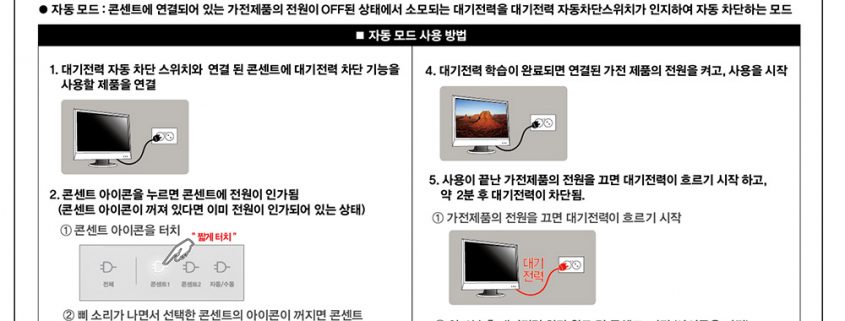 ● 자동 모드 : 콘센트에 연결되어 있는 가전제품의 전원이 OFF된 상태에서 소모되는 대기전력을 대기전력 자동차단스위치가 인지하여 자동 차단하는 모드
■ 자동 모드 사용 방법
1. 대기전력 자동 차단 스위치와 연결 된 콘센트에 대기전력 차단 기능을
사용할 제품을 연결
2. 콘센트 아이콘을 누르면 콘센트에 전원이 인가됨
(콘센트 아이콘이 꺼져 있다면 이미 전원이 인가되어 있는 상태)
① 콘센트 아이콘을 터치
"짧게 터치"
전체 콘센트1 콘센트2 자동/수동
② 삐 소리가 나면서 선택한 콘센트의 아이콘이 꺼지면 콘센트
4. 대기전력 학습이 완료되면 연결된 가전 제품의 전원을 켜고, 사용을 시작
5. 사용이 끝난 가전제품의 전원을 끄면 대기전력이 흐르기 시작 하고,
약 2분 후 대기전력이 차단됨.
① 가전제품의 전원을 끄면 대기전력이 흐르기 시작
대기
전력